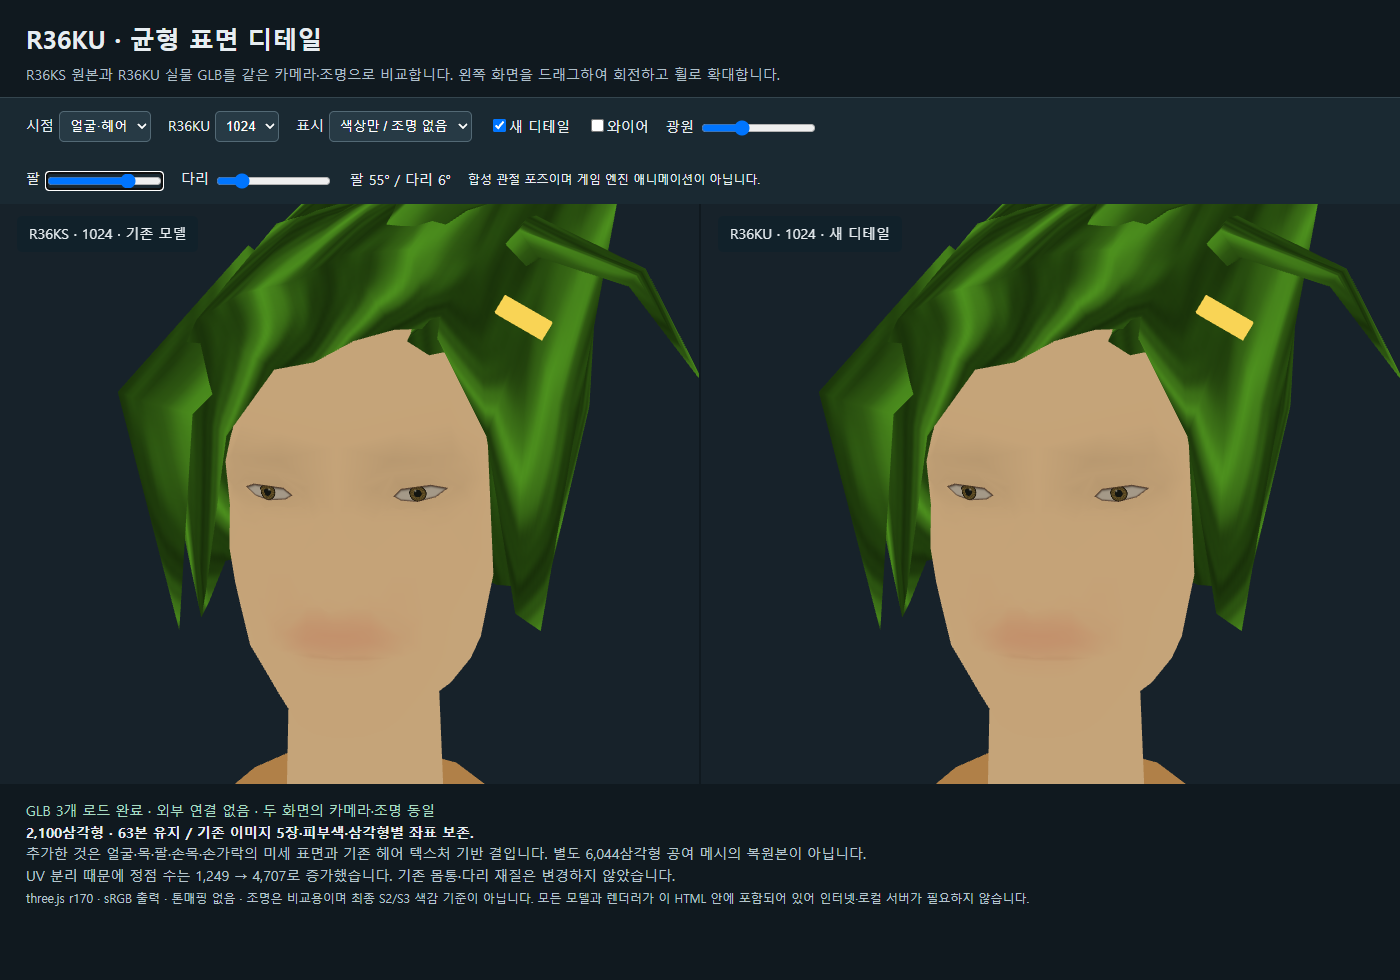 R36KU · 균형 표면 디테일
R36KS 원본과 R36KU 실물 GLB를 같은 카메라·조명으로 비교합니다. 왼쪽 화면을 드래그하여 회전하고 휠로 확대합니다.
시점 얼굴·헤어 R36KU 1024 표시 색상만 / 조명 없음 새 디테일 와이어 광원
팔 다리 팔 55° / 다리 6° 합성 관절 포즈이며 게임 엔진 애니메이션이 아닙니다.
R36KS · 1024 · 기존 모델
R36KU · 1024 · 새 디테일
GLB 3개 로드 완료 · 외부 연결 없음 · 두 화면의 카메라·조명 동일
2,100삼각형 · 63본 유지 / 기존 이미지 5장·피부색·삼각형별 좌표 보존.
추가한 것은 얼굴·목·팔·손목·손가락의 미세 표면과 기존 헤어 텍스처 기반 결입니다. 별도 6,044삼각형 공여 메시의 복원본이 아닙니다.
UV 분리 때문에 정점 수는 1,249 → 4,707로 증가했습니다. 기존 몸통·다리 재질은 변경하지 않았습니다.
three.js r170 · sRGB 출력 · 톤매핑 없음 · 조명은 비교용이며 최종 S2/S3 색감 기준이 아닙니다. 모든 모델과 렌더러가 이 HTML 안에 포함되어 있어 인터넷·로컬 서버가 필요하지 않습니다.